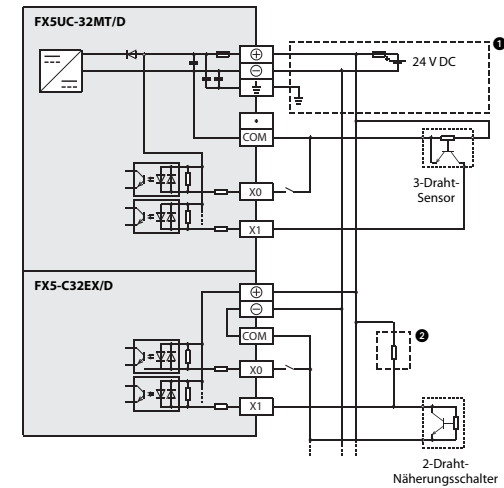 FX5UC-32MT/D
❶
24 V DC
•
COM
3-Draht-
Sensor
X0
X1
FX5-C32EX/D
COM
❷
X0
X1
2-Draht-
Näherungsschalter